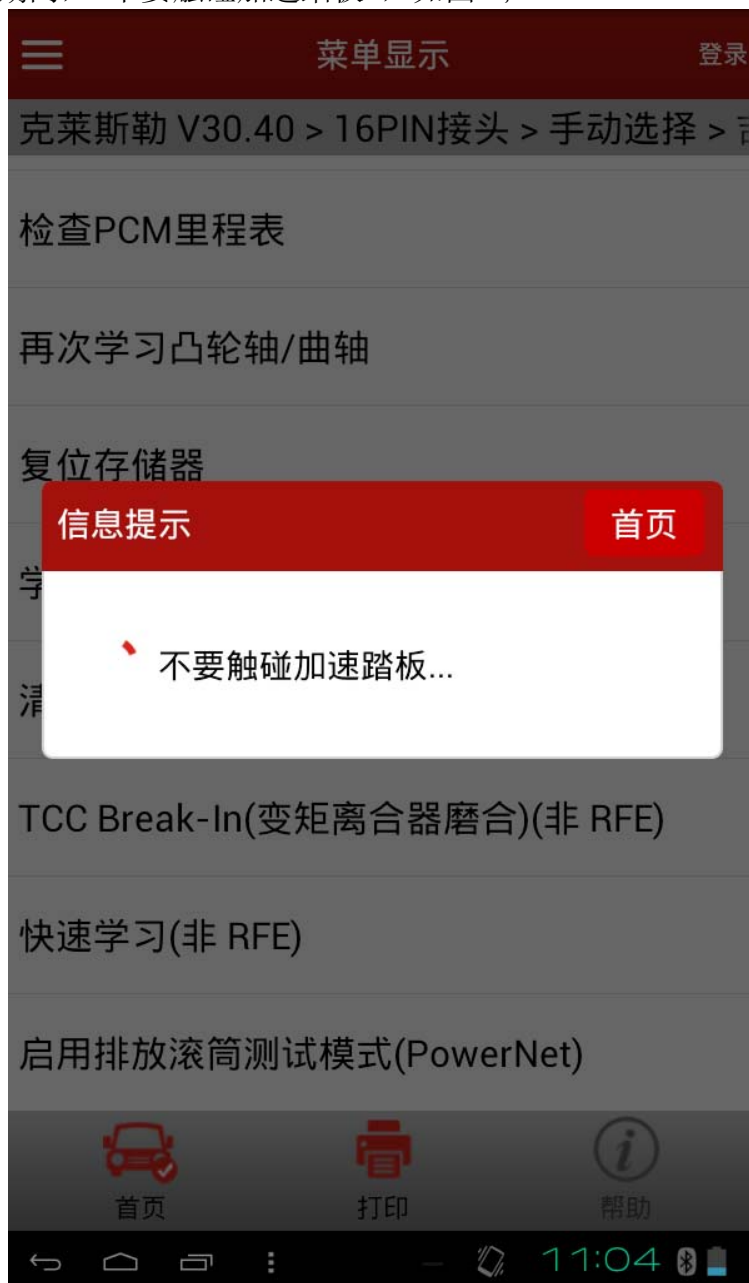 菜单显示 登录
克莱斯勒 V30.40 > 16PIN接头 > 手动选择 >
检查PCM里程表
再次学习凸轮轴/曲轴
复位存储器
信息提示 首页
学
不要触碰加速踏板...
清
TCC Break-In(变矩离合器磨合)(非 RFE)
快速学习(非 RFE)
启用排放滚筒测试模式(PowerNet)
首页 打印 帮助
11:04